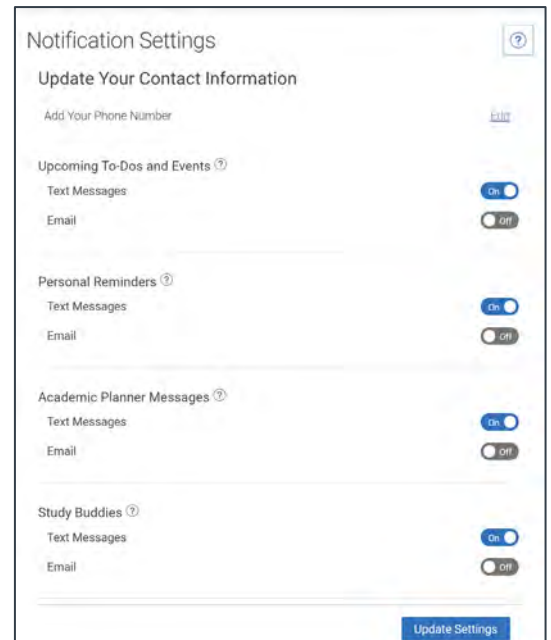 Notification Settings ?
Update Your Contact Information
Add Your Phone Number Edit
Upcoming To-Dos and Events ?
Text Messages On
Email Off
Personal Reminders ?
Text Messages On
Email Off
Academic Planner Messages ?
Text Messages On
Email Off
Study Buddies ?
Text Messages On
Email Off
Update Settings